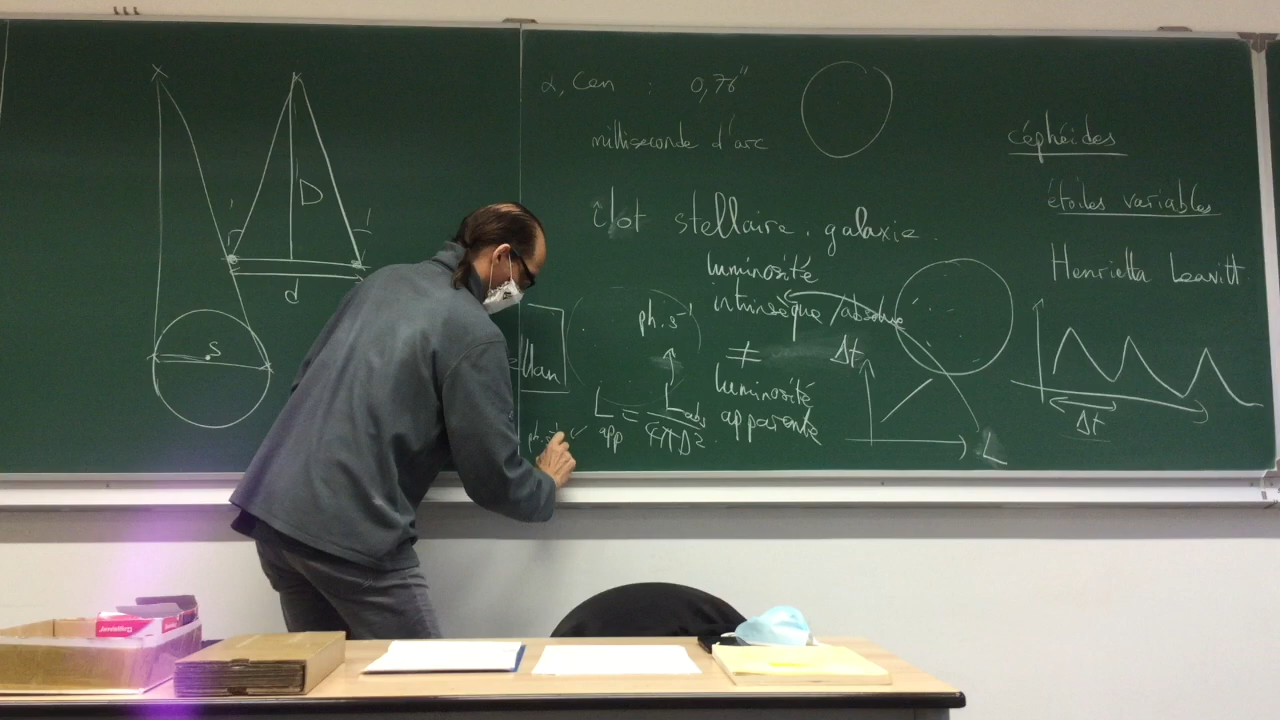 D
d
S
α, Cen : 0,76"
milliseconde d'arc
îlot stellaire. galaxie.
luminosité
intrinsèque / absolue
≠
luminosité
apparente
ph.s⁻¹
L app = L abs / 4πD²
ph.s⁻¹
Δt
L
céphéides
étoiles variables
Henrietta Leavitt
Δt